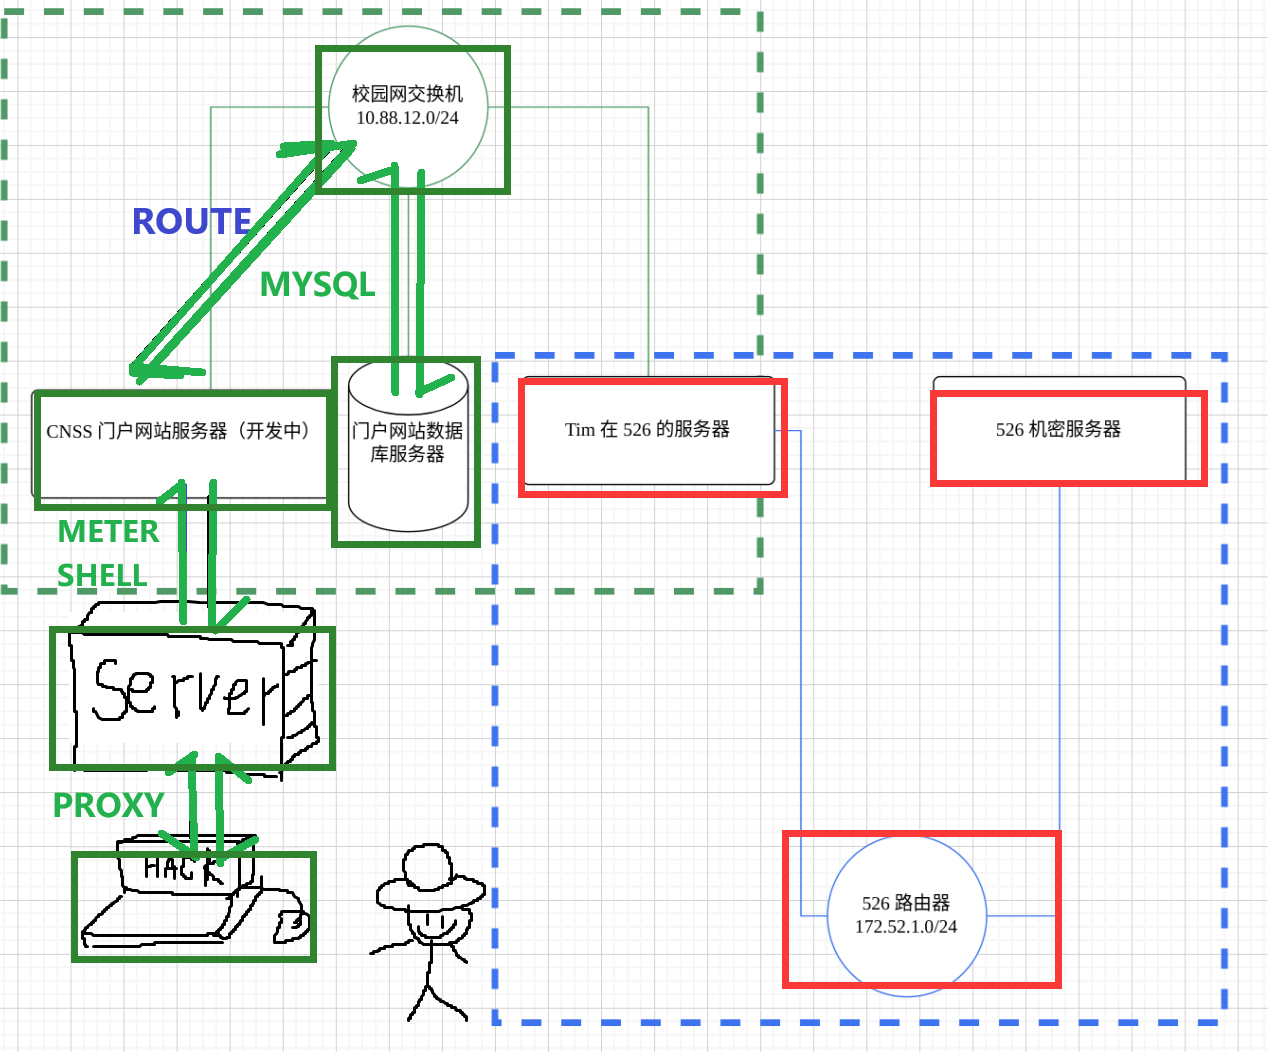 校园网交换机
10.88.12.0/24
ROUTE
MYSQL
CNSS 门户网站服务器（开发中）
门户网站数据
库服务器
Tim 在 526 的服务器
526 机密服务器
METER
SHELL
Server
PROXY
HACK
526 路由器
172.52.1.0/24